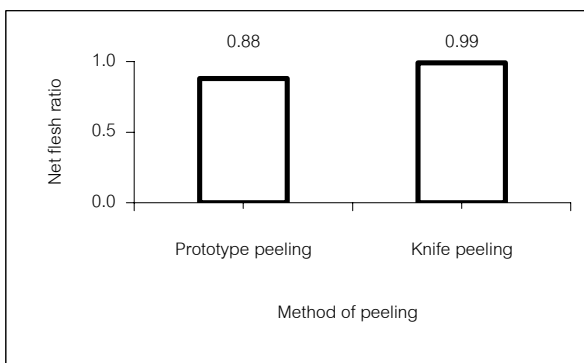 0.88 0.99
1.0
0.5
0.0
Net flesh ratio
Prototype peeling Knife peeling
Method of peeling